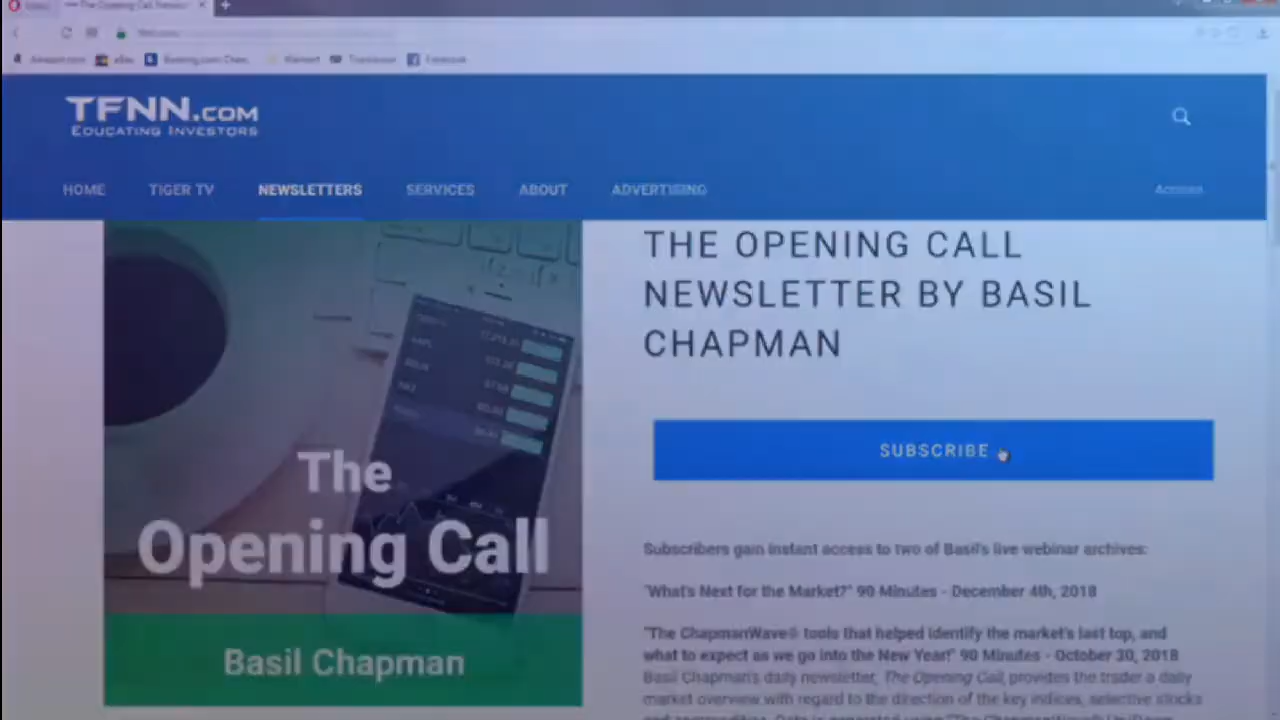 TFNN.COM
EDUCATING INVESTORS
HOME TIGER TV NEWSLETTERS SERVICES ABOUT ADVERTISING Account
THE OPENING CALL
NEWSLETTER BY BASIL
CHAPMAN
The
Opening Call
Basil Chapman
SUBSCRIBE
Subscribers gain instant access to two of Basil's live webinar archives:
"What's Next for the Market?" 90 Minutes - December 4th, 2018
"The ChapmanWave® tools that helped identify the market's last top, and
what to expect as we go into the New Year!" 90 Minutes - October 30, 2018
Basil Chapman's daily newsletter, The Opening Call, provides the trader a daily
market overview with regard to the direction of the key indices, selective stocks